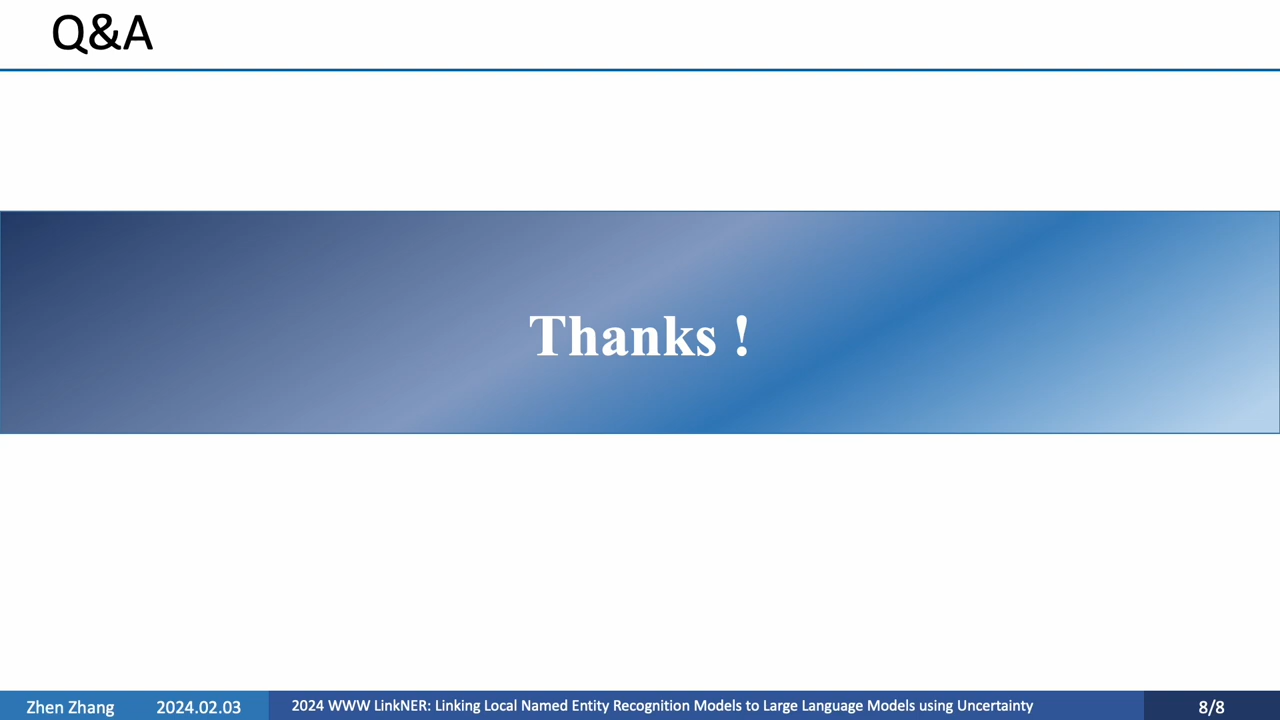 Q&A
Thanks !
Zhen Zhang 2024.02.03 2024 WWW LinkNER: Linking Local Named Entity Recognition Models to Large Language Models using Uncertainty 8/8